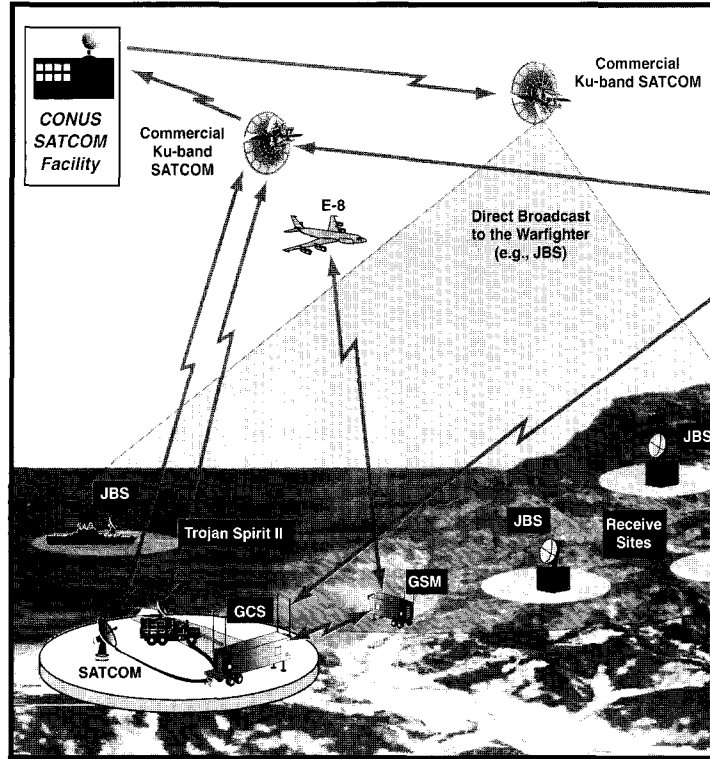 CONUS
SATCOM
Facility
Commercial
Ku-band
SATCOM
Commercial
Ku-band SATCOM
E-8
Direct Broadcast
to the Warfighter
(e.g., JBS)
JBS
JBS
Trojan Spirit II
JBS
Receive
Sites
GSM
GCS
SATCOM